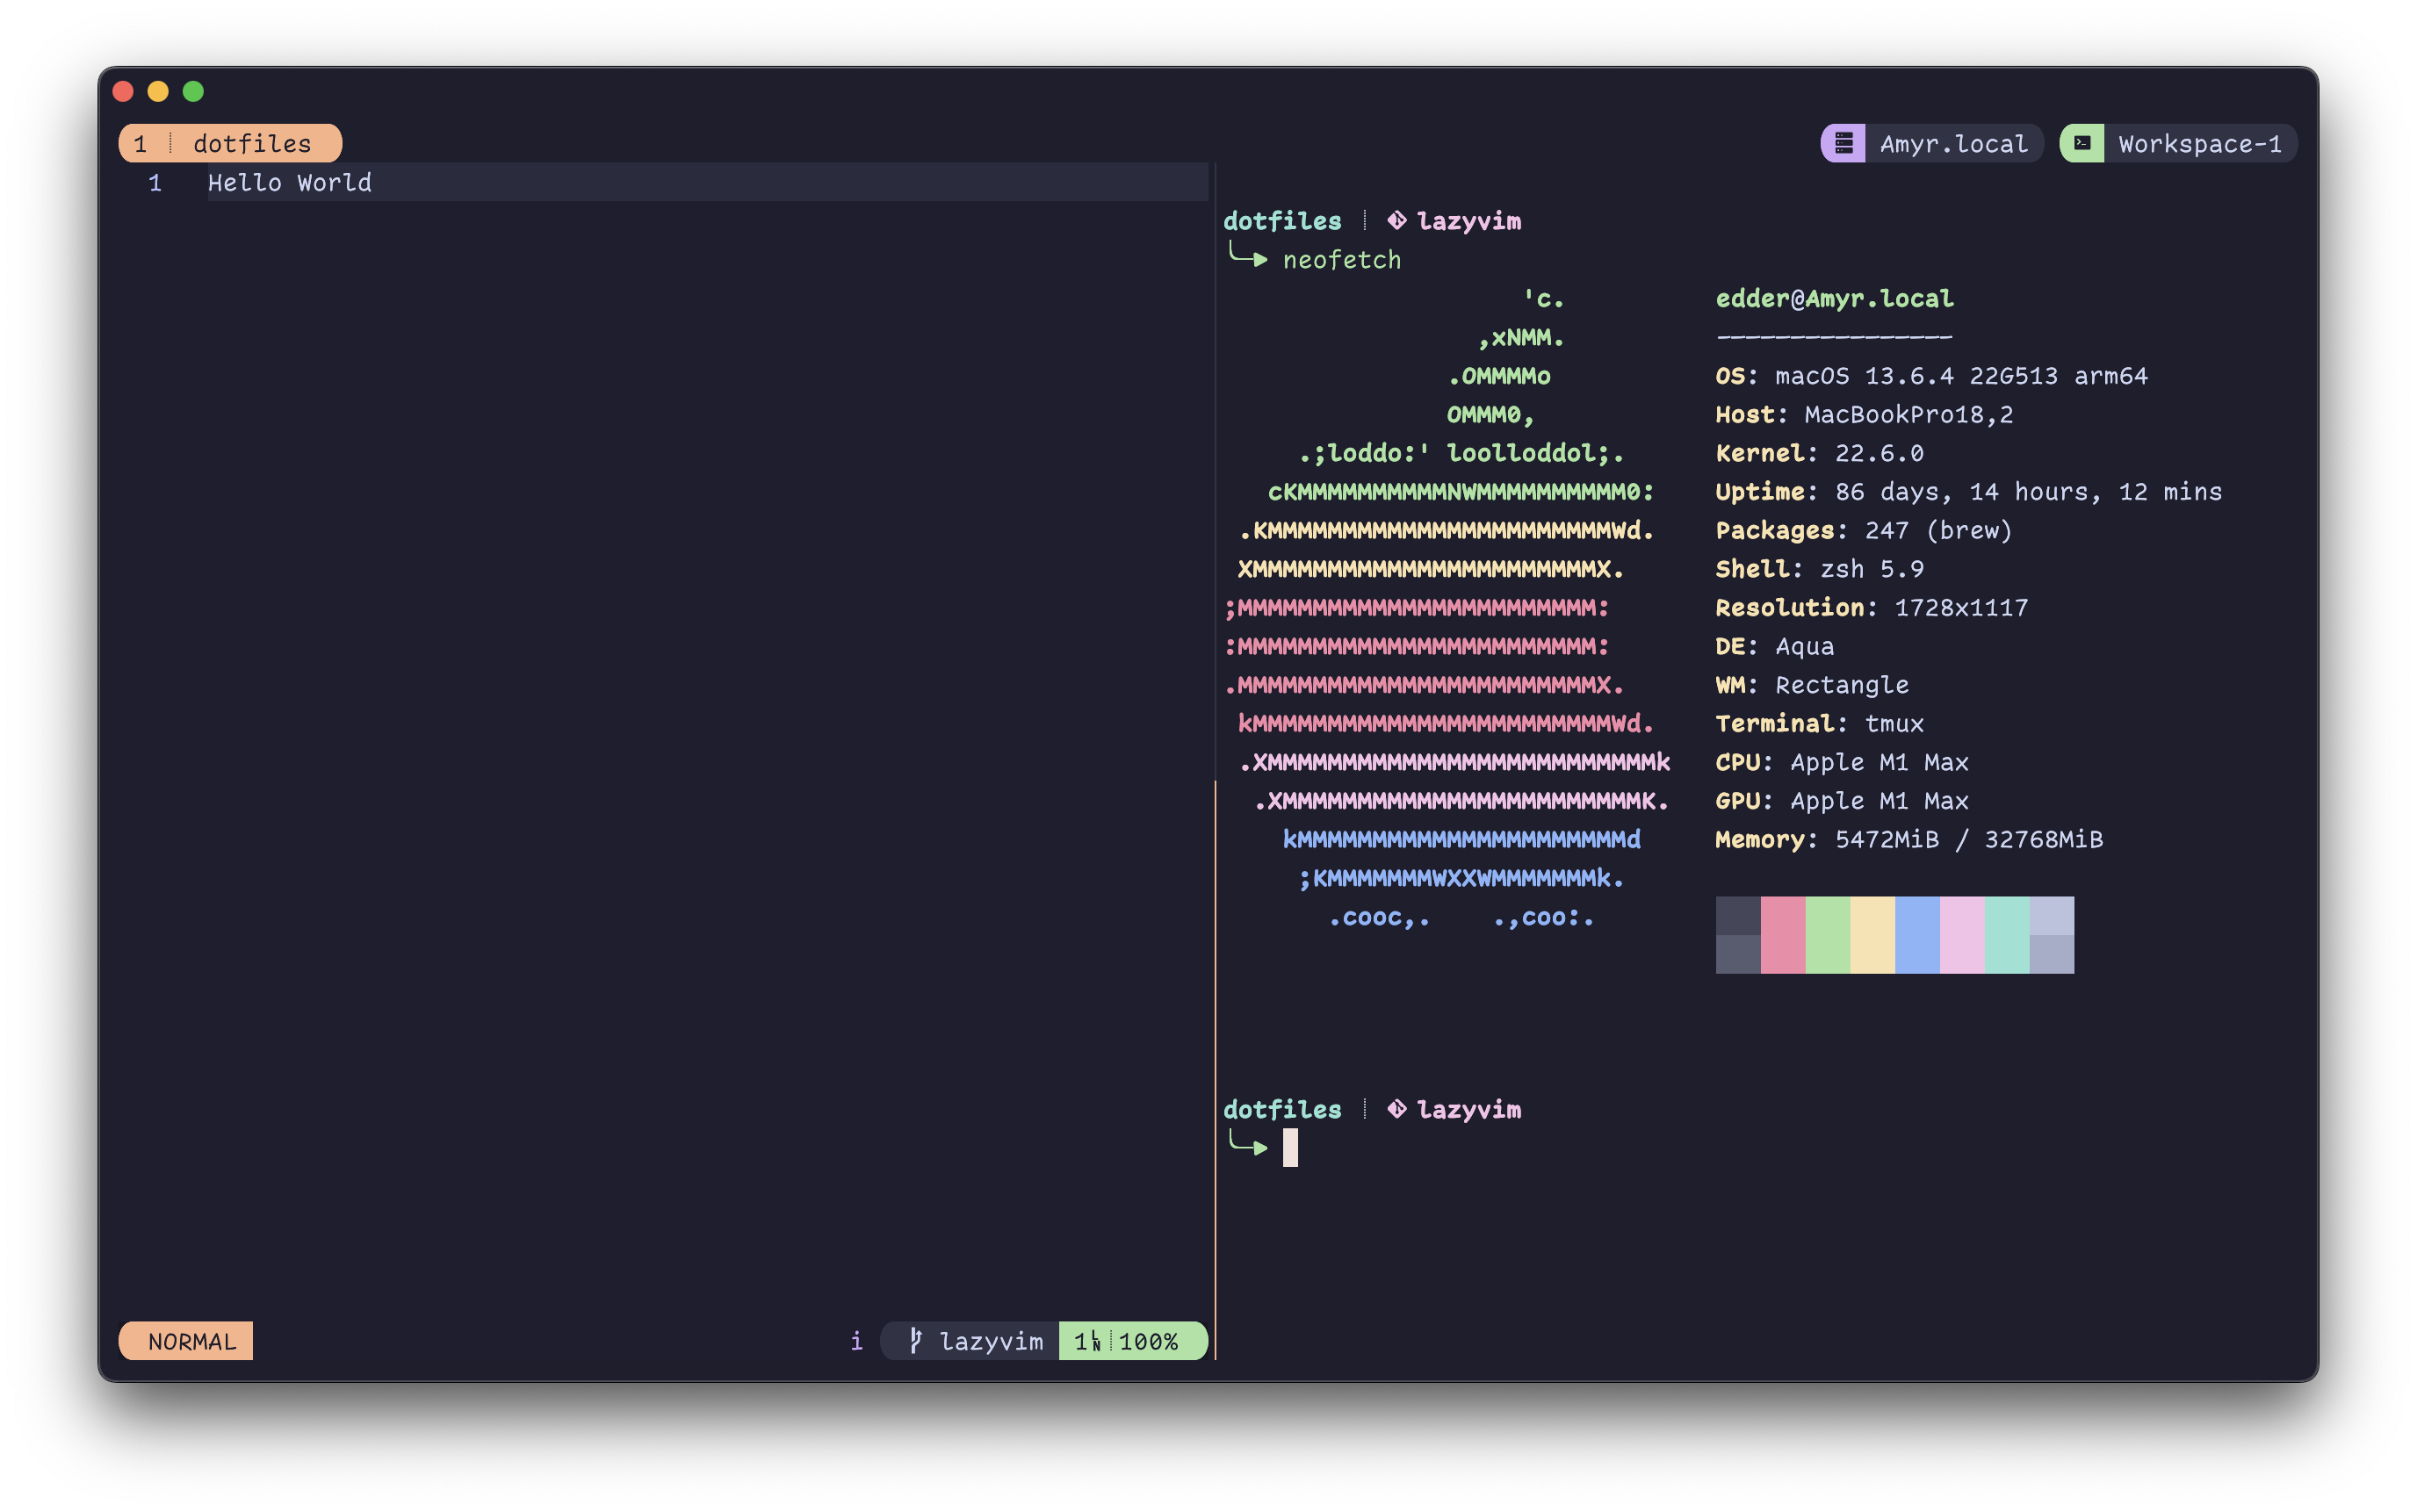 1 dotfiles
Amyr.local
Workspace-1
1 Hello World
dotfiles lazyvim
neofetch
'c.
,xNMM.
.OMMMMo
OMMM0,
.;loddo:' loolloddol;.
cKMMMMMMMMMMNWMMMMMMMMMM0:
.KMMMMMMMMMMMMMMMMMMMMMMMWd.
XMMMMMMMMMMMMMMMMMMMMMMMX.
;MMMMMMMMMMMMMMMMMMMMMMMM:
:MMMMMMMMMMMMMMMMMMMMMMMM:
.MMMMMMMMMMMMMMMMMMMMMMMMX.
kMMMMMMMMMMMMMMMMMMMMMMMMWd.
.XMMMMMMMMMMMMMMMMMMMMMMMMMMk
.XMMMMMMMMMMMMMMMMMMMMMMMMK.
kMMMMMMMMMMMMMMMMMMMMMMd
;KMMMMMMMWXXWMMMMMMMk.
.cooc,. .,coo:.
edder@Amyr.local
----------------
OS: macOS 13.6.4 22G513 arm64
Host: MacBookPro18,2
Kernel: 22.6.0
Uptime: 86 days, 14 hours, 12 mins
Packages: 247 (brew)
Shell: zsh 5.9
Resolution: 1728x1117
DE: Aqua
WM: Rectangle
Terminal: tmux
CPU: Apple M1 Max
GPU: Apple M1 Max
Memory: 5472MiB / 32768MiB
dotfiles lazyvim
NORMAL
i lazyvim 1 LN 100%